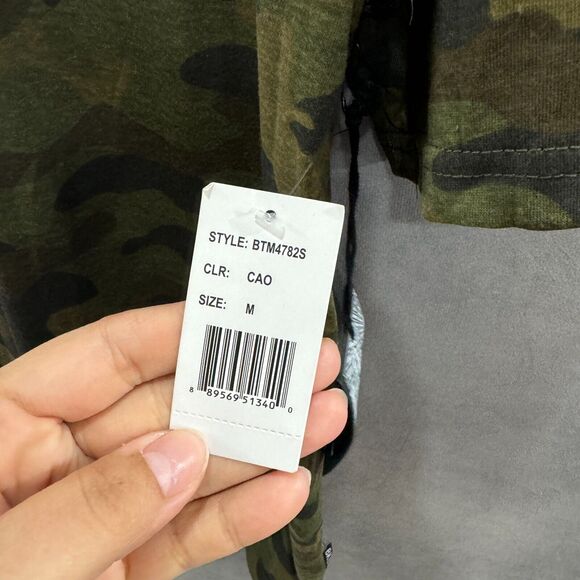 STYLE: BTM4782S
CLR: CAO
SIZE: M
8 89569 51340 0